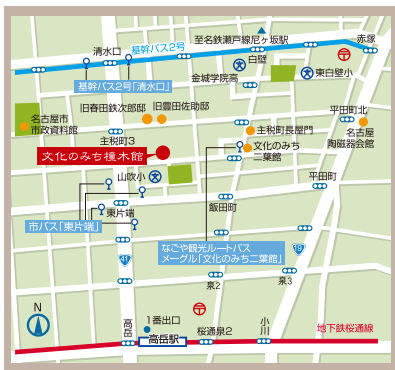 至名鉄瀬戸線尼ヶ坂駅
赤塚
清水口
基幹バス2号
白壁
金城学院高
東白壁小
基幹バス2号「清水口」
旧春田鉄次郎邸
旧豊田佐助邸
平田町北
名古屋市
市政資料館
主税町3
主税町長屋門
名古屋
陶磁器会館
文化のみち橦木館
文化のみち
二葉館
山吹小
平田町
東片端
飯田町
市バス「東片端」
なごや観光ルートバス
メーグル「文化のみち二葉館」
19
41
泉2
泉3
N
高岳
1番出口
小川
高岳駅
桜通泉2
地下鉄桜通線